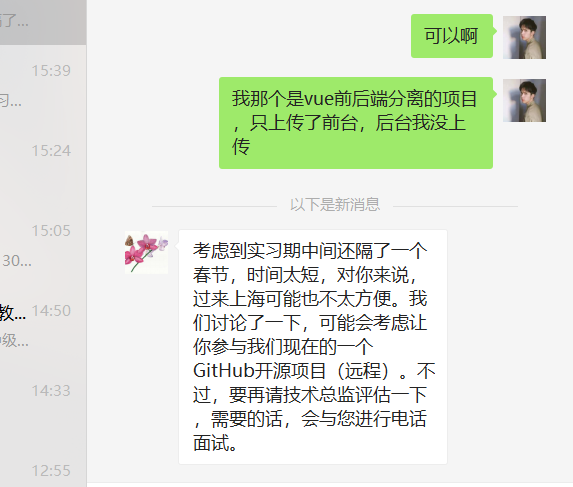 了...
15:39
习...
15:24
15:05
30...
14:50
教...
级...
14:33
12:55
可以啊
我那个是vue前后端分离的项目
，只上传了前台，后台我没上
传
以下是新消息
考虑到实习期中间还隔了一个
春节，时间太短，对你来说，
过来上海可能也不太方便。我
们讨论了一下，可能会考虑让
你参与我们现在的一个
GitHub开源项目（远程）。不
过，要再请技术总监评估一下
，需要的话，会与您进行电话
面试。